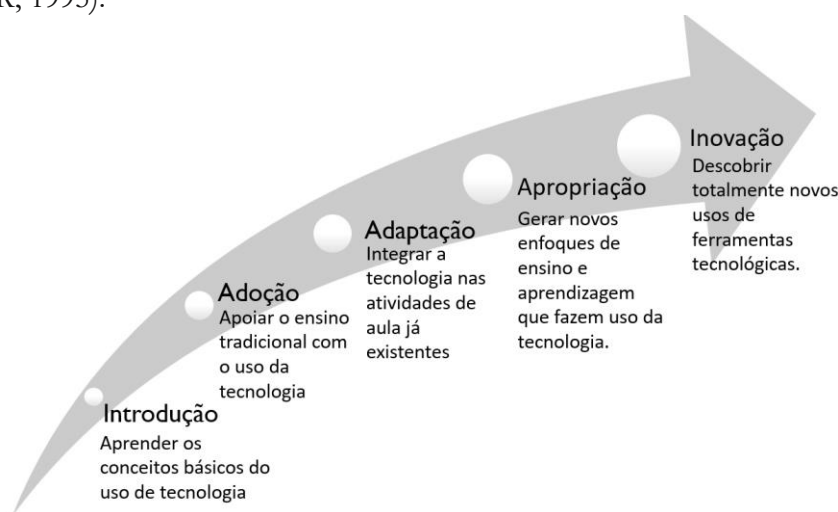 R, 1995).
Introdução
Aprender os
conceitos básicos do
uso de tecnologia
Adoção
Apoiar o ensino
tradicional com
o uso da
tecnologia
Adaptação
Integrar a
tecnologia nas
atividades de
aula já
existentes
Apropriação
Gerar novos
enfoques de
ensino e
aprendizagem
que fazem uso da
tecnologia.
Inovação
Descobrir
totalmente novos
usos de
ferramentas
tecnológicas.